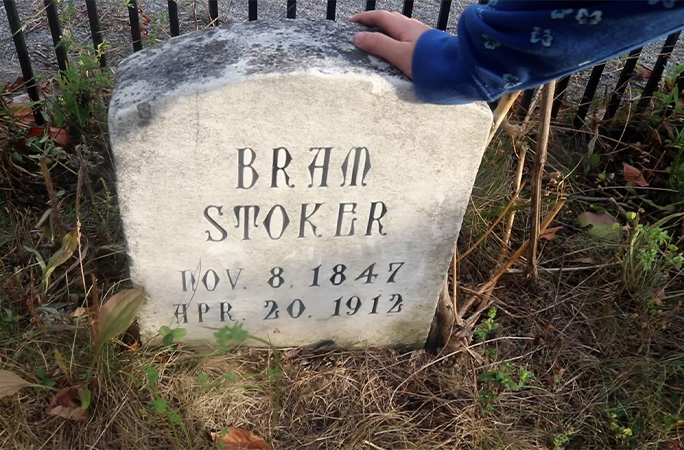 BRAM
STOKER
NOV. 8. 1847
APR. 20. 1912